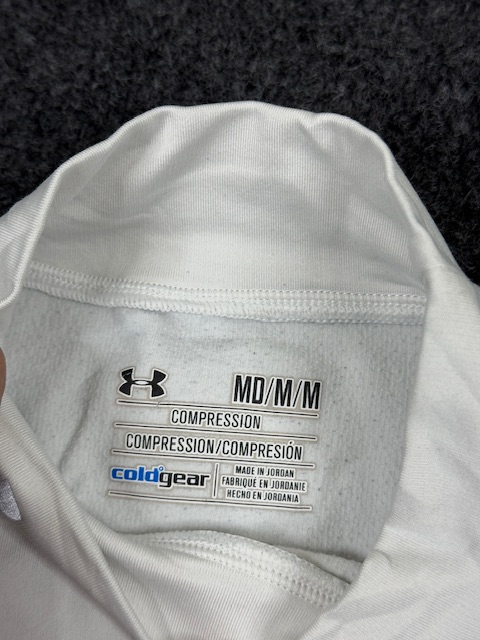 MD/M/M
COMPRESSION
COMPRESSION/COMPRESIÓN
coldgear
MADE IN JORDAN
FABRIQUÉ EN JORDANIE
HECHO EN JORDANIA